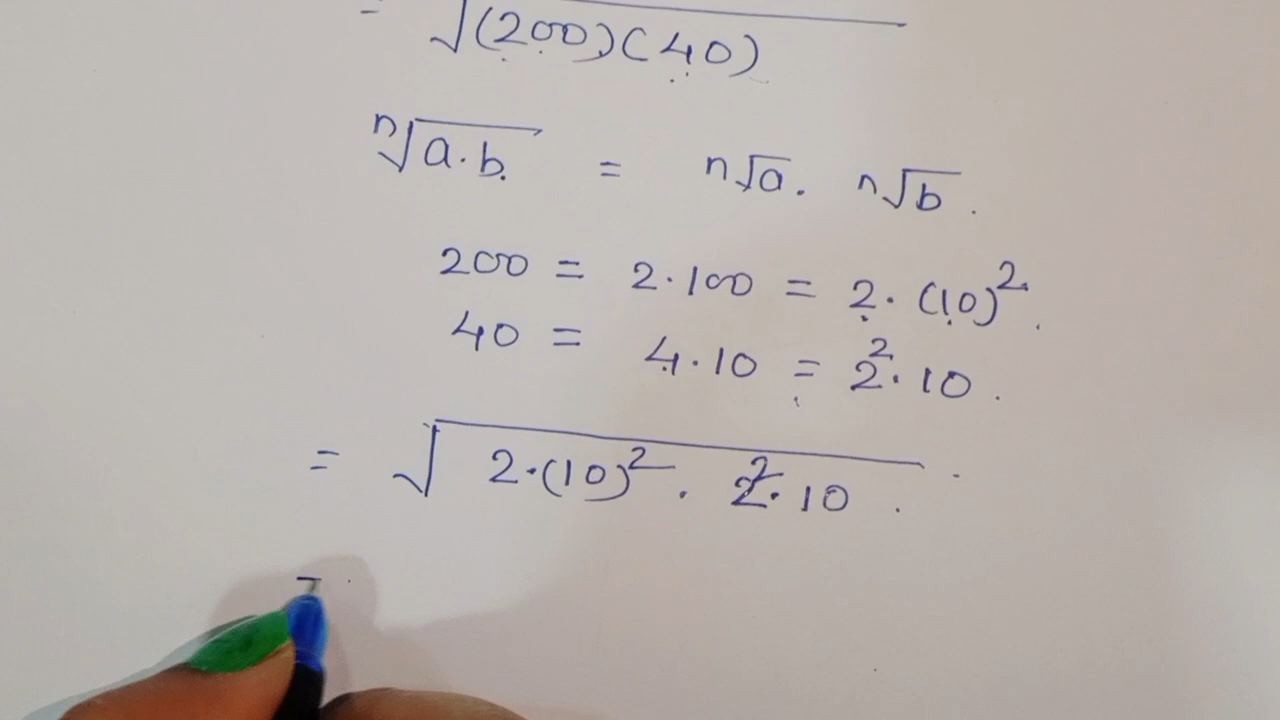 = √(200)(40)
ⁿ√a.b. = ⁿ√a. ⁿ√b.
200 = 2.100 = 2.(10)².
40 = 4.10 = 2².10.
= √2.(10)². 2².10.